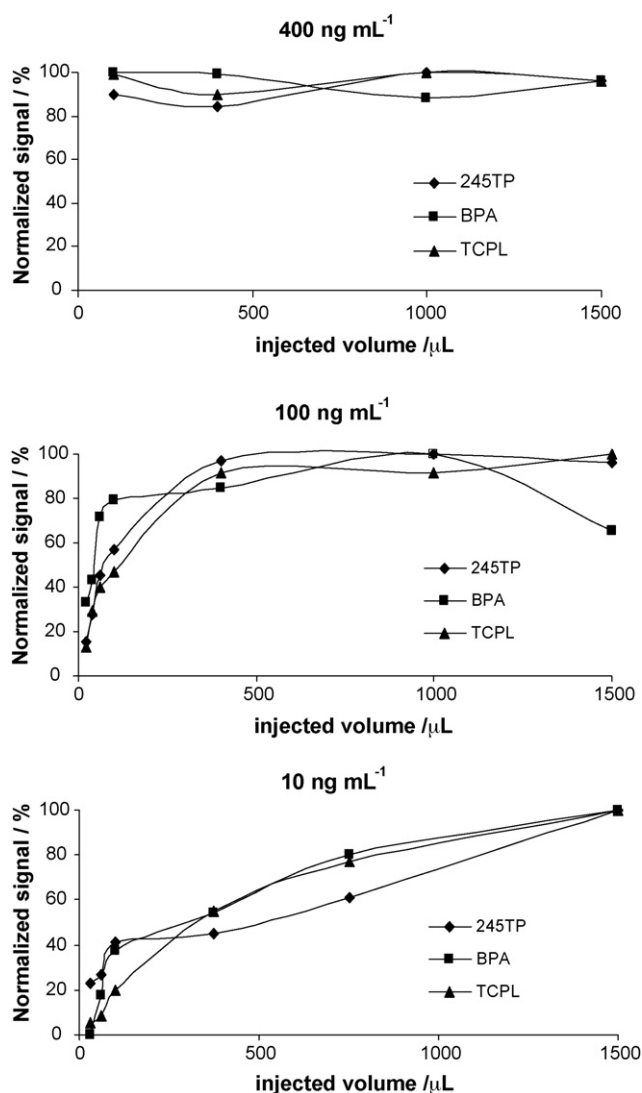 400 ng mL⁻¹
Normalized signal / %
100
80
60
40
20
0
245TP
BPA
TCPL
0 500 1000 1500
injected volume /µL
100 ng mL⁻¹
Normalized signal / %
100
80
60
40
20
0
245TP
BPA
TCPL
0 500 1000 1500
injected volume /µL
10 ng mL⁻¹
Normalized signal / %
100
80
60
40
20
0
245TP
BPA
TCPL
0 500 1000 1500
injected volume /µL